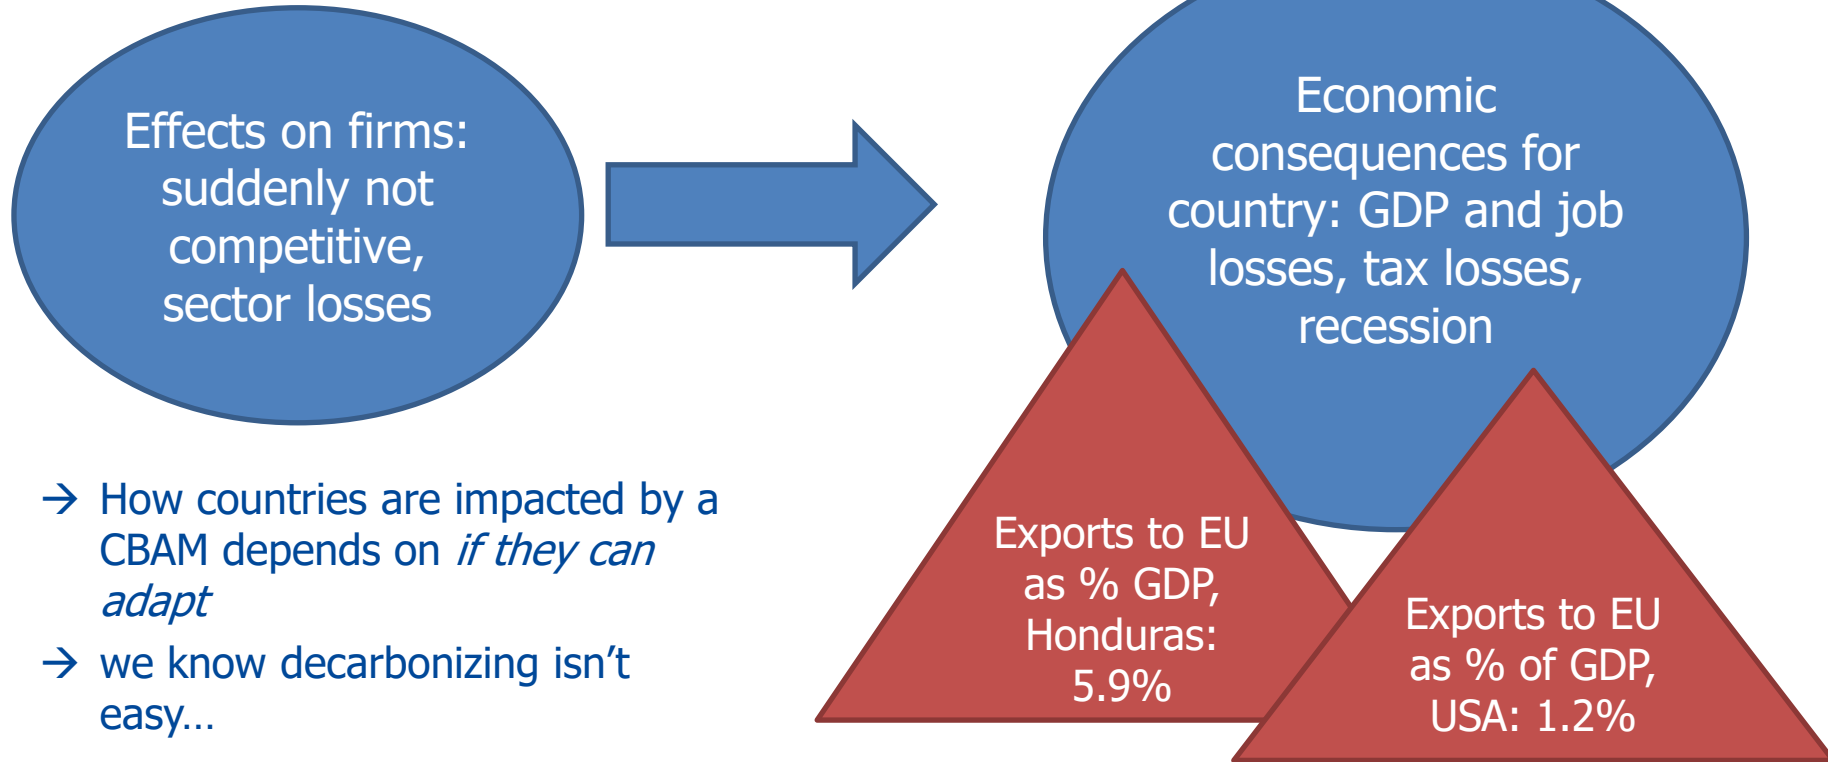 Effects on firms:
suddenly not
competitive,
sector losses
Economic
consequences for
country: GDP and job
losses, tax losses,
recession
→ How countries are impacted by a
CBAM depends on if they can
adapt
→ we know decarbonizing isn’t
easy…
Exports to EU
as % GDP,
Honduras:
5.9%
Exports to EU
as % of GDP,
USA: 1.2%